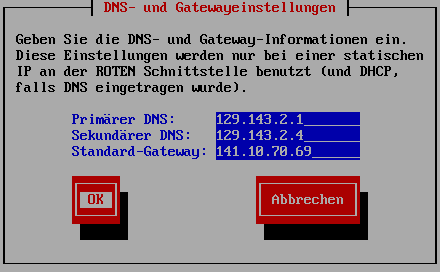 DNS- und Gatewayeinstellungen
Geben Sie die DNS- und Gateway-Informationen ein.
Diese Einstellungen werden nur bei einer statischen
IP an der ROTEN Schnittstelle benutzt (und DHCP,
falls DNS eingetragen wurde).
Primärer DNS: 129.143.2.1
Sekundärer DNS: 129.143.2.4
Standard-Gateway: 141.10.70.69
OK Abbrechen